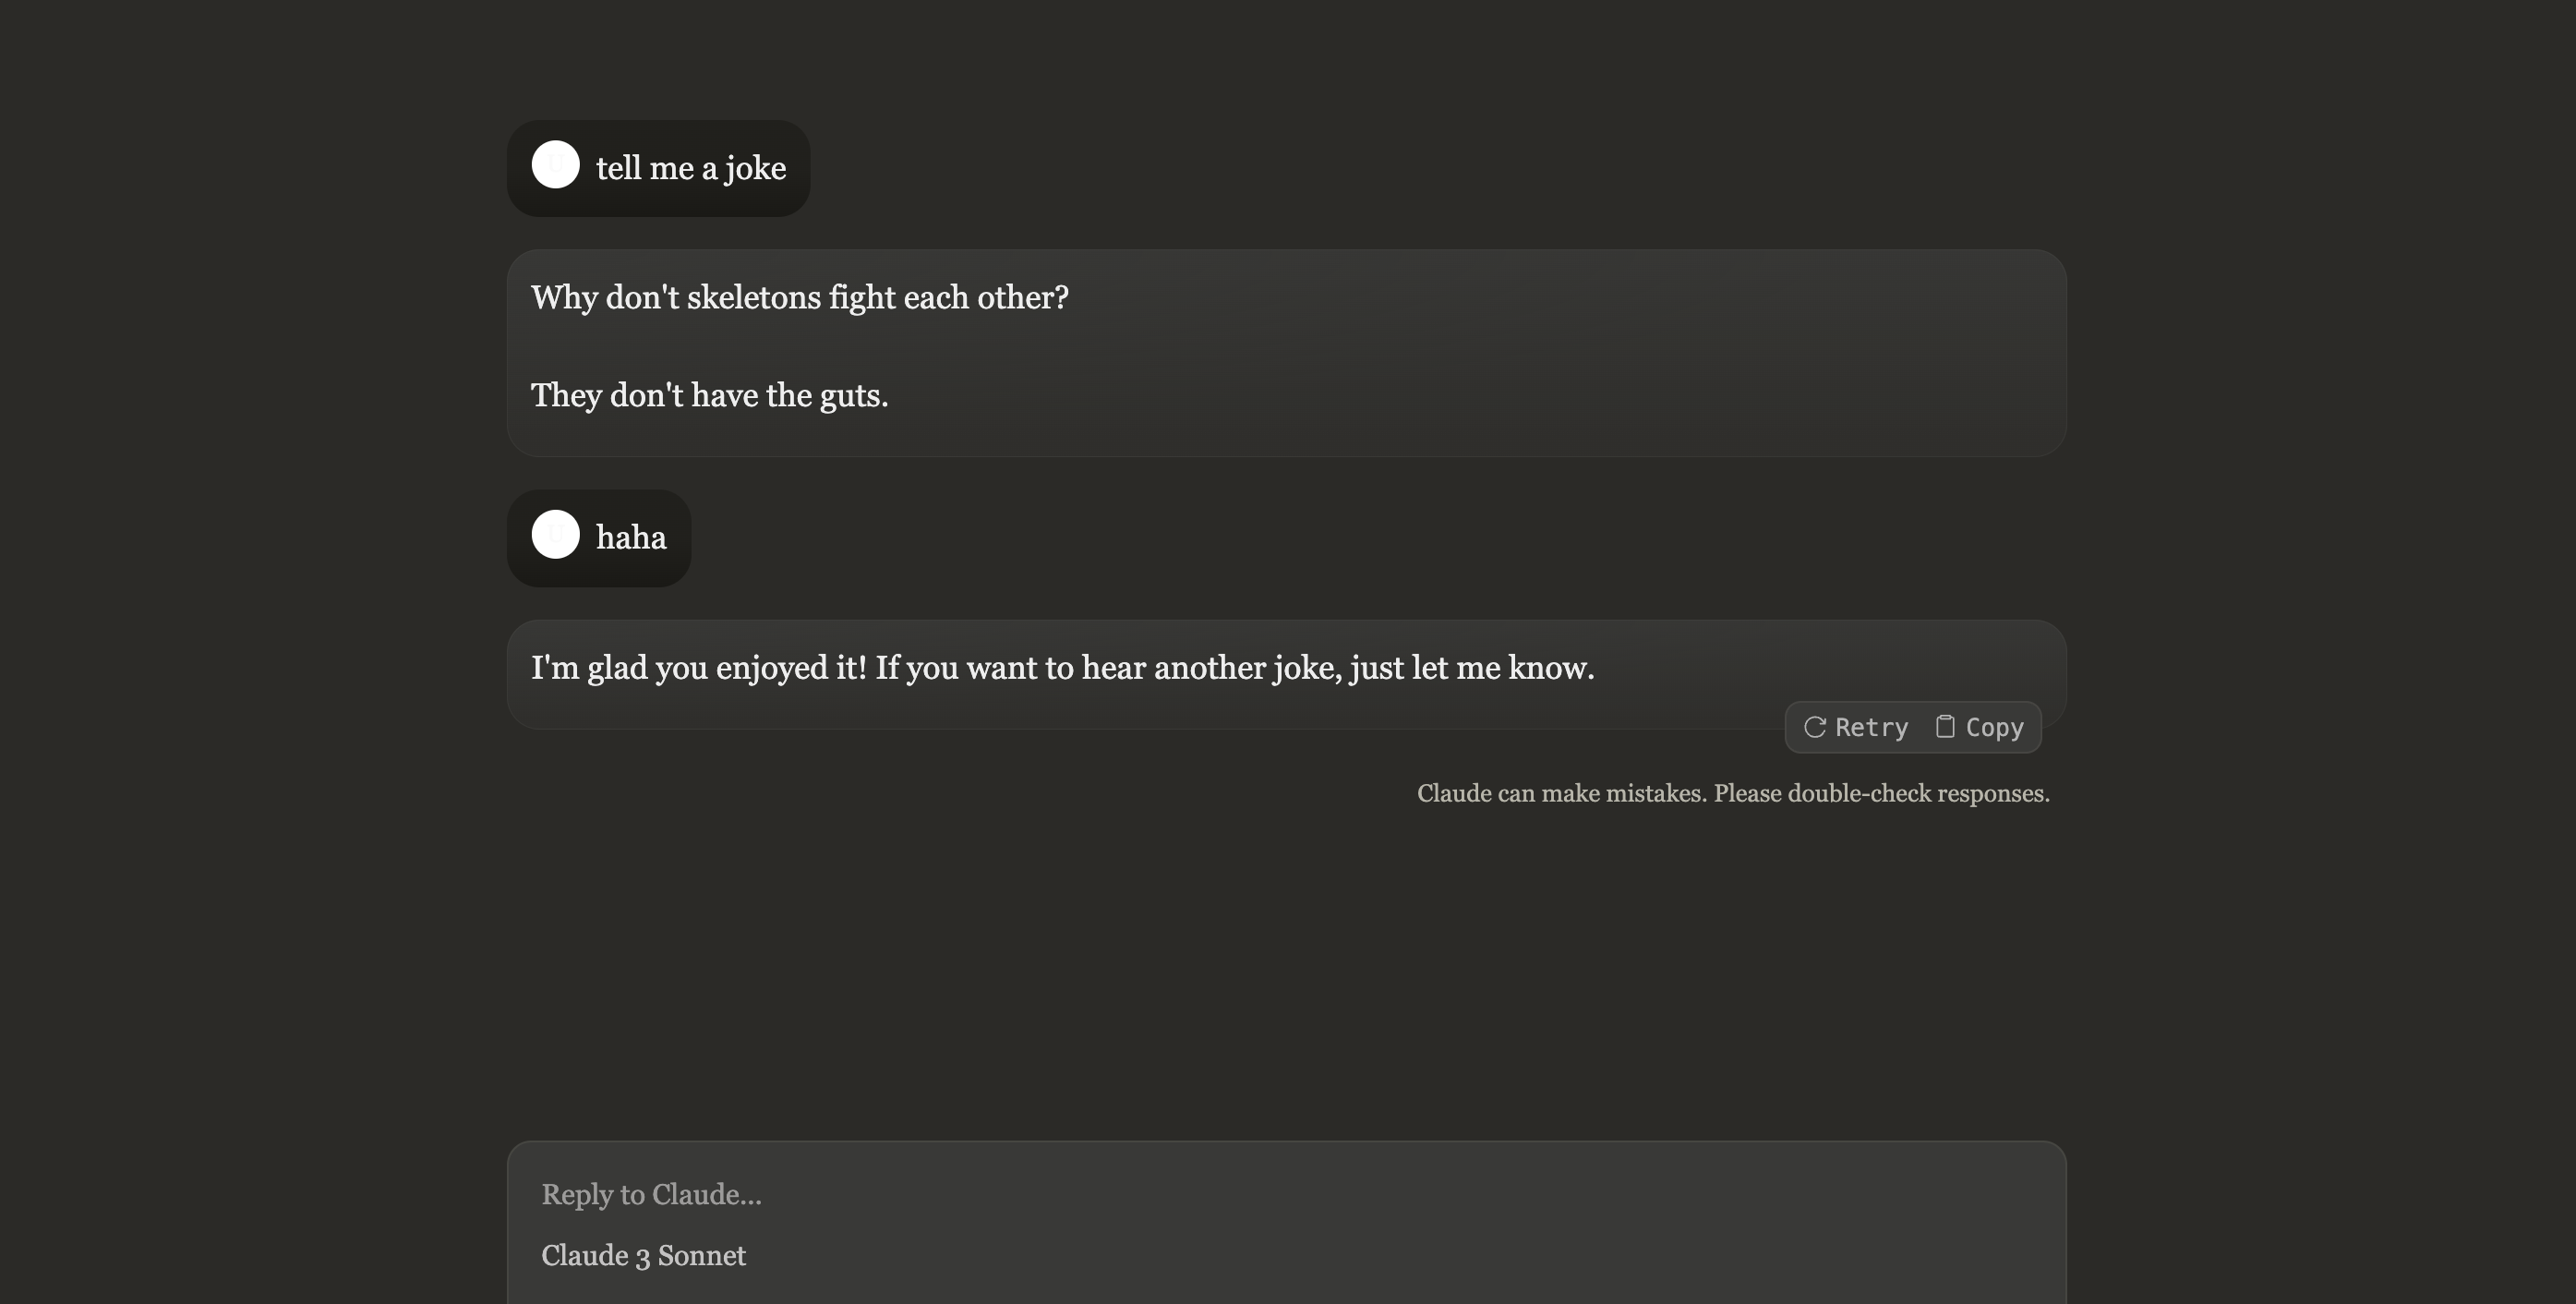 tell me a joke
Why don't skeletons fight each other?
They don't have the guts.
haha
I'm glad you enjoyed it! If you want to hear another joke, just let me know.
Retry Copy
Claude can make mistakes. Please double-check responses.
Reply to Claude...
Claude 3 Sonnet